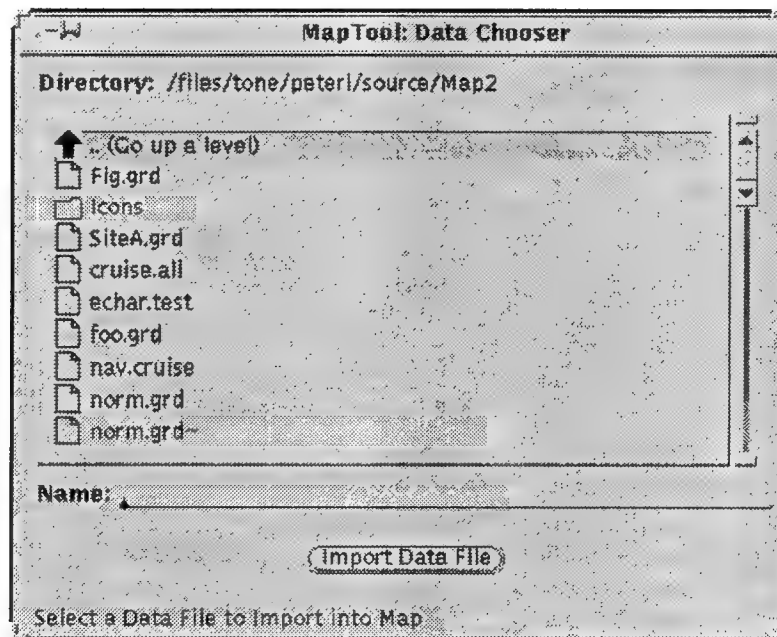 MapTool: Data Chooser
Directory: /files/tone/peterl/source/Map2
.. (Go up a level)
Fig.grd
Icons
SiteA.grd
cruise.all
echar.test
foo.grd
nav.cruise
norm.grd
norm.grd~
Name:
Import Data File
Select a Data File to Import into Map